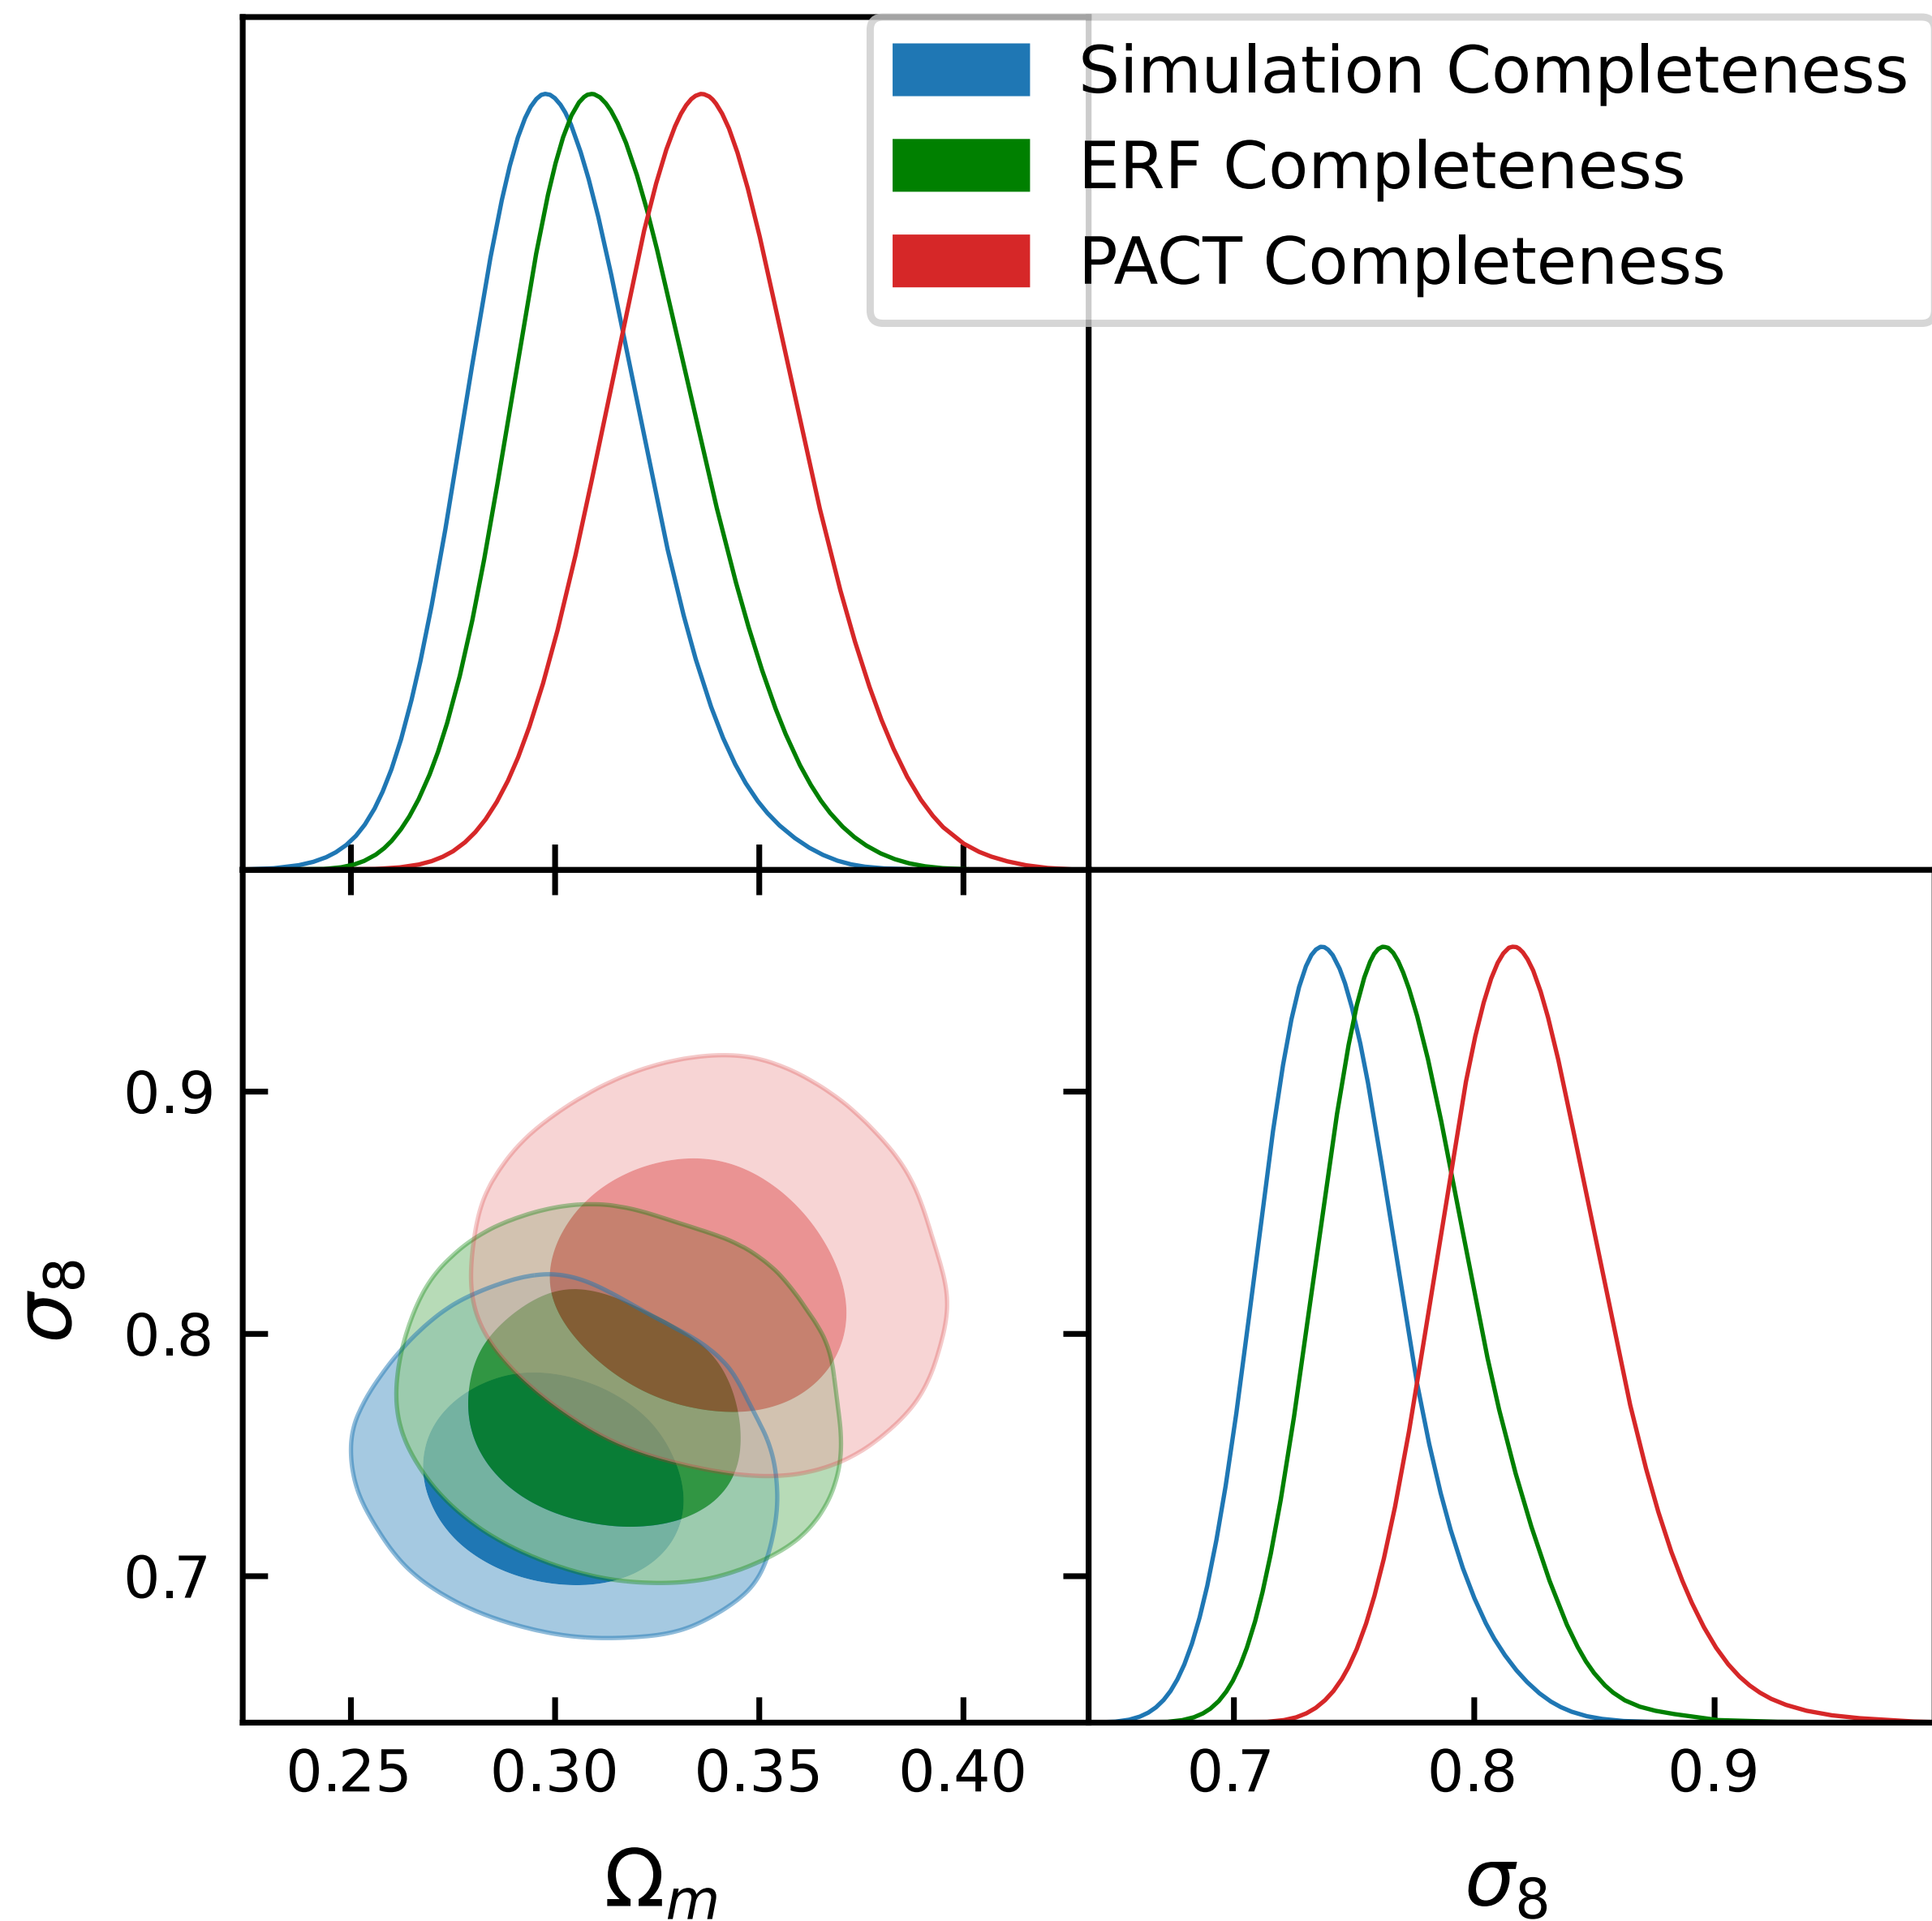 Simulation Completeness
ERF Completeness
PACT Completeness
0.9
0.8
0.7
σ8
0.25 0.30 0.35 0.40 0.7 0.8 0.9
Ωm σ8